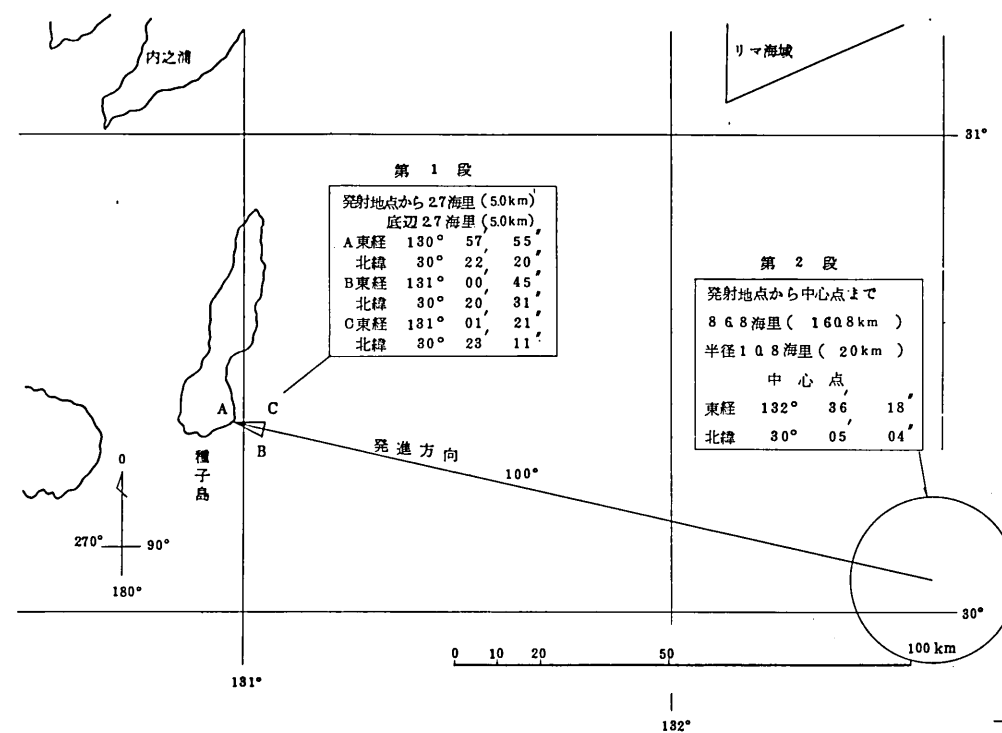 内之浦
リマ海域
31°
第 1 段
発射地点から 2.7海里 (5.0km)
底辺 2.7海里 (5.0km)
A東経 130° 57′ 55″
北緯 30° 22′ 20″
B東経 131° 00′ 45″
北緯 30° 20′ 31″
C東経 131° 01′ 21″
北緯 30° 23′ 11″
第 2 段
発射地点から中心点まで
86.8海里 ( 160.8km )
半径10.8海里 ( 20km )
中 心 点
東経 132° 36′ 18″
北緯 30° 05′ 04″
A
C
B
発進方向
100°
種子島
0
270°
90°
180°
30°
100 km
0 10 20 50
131°
132°